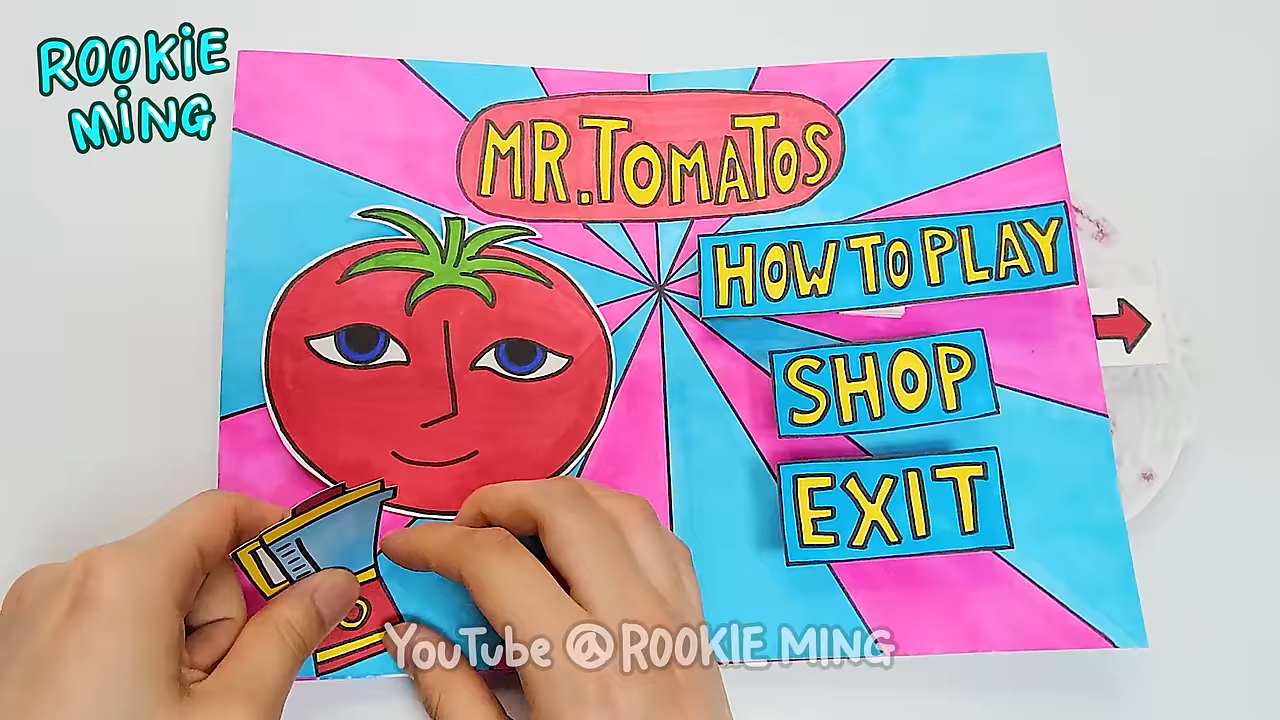 ROOKiE
MiNG
MR.TOMATOS
HOW TO PLAY
SHOP
EXIT
YouTube @ROOKIE MING